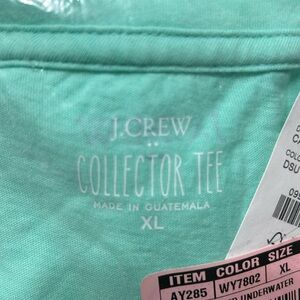 J.CREW
COLLECTOR TEE
MADE IN GUATEMALA
XL
ITEM COLOR SIZE
AY285 WY7802 XL
UNDERWATER